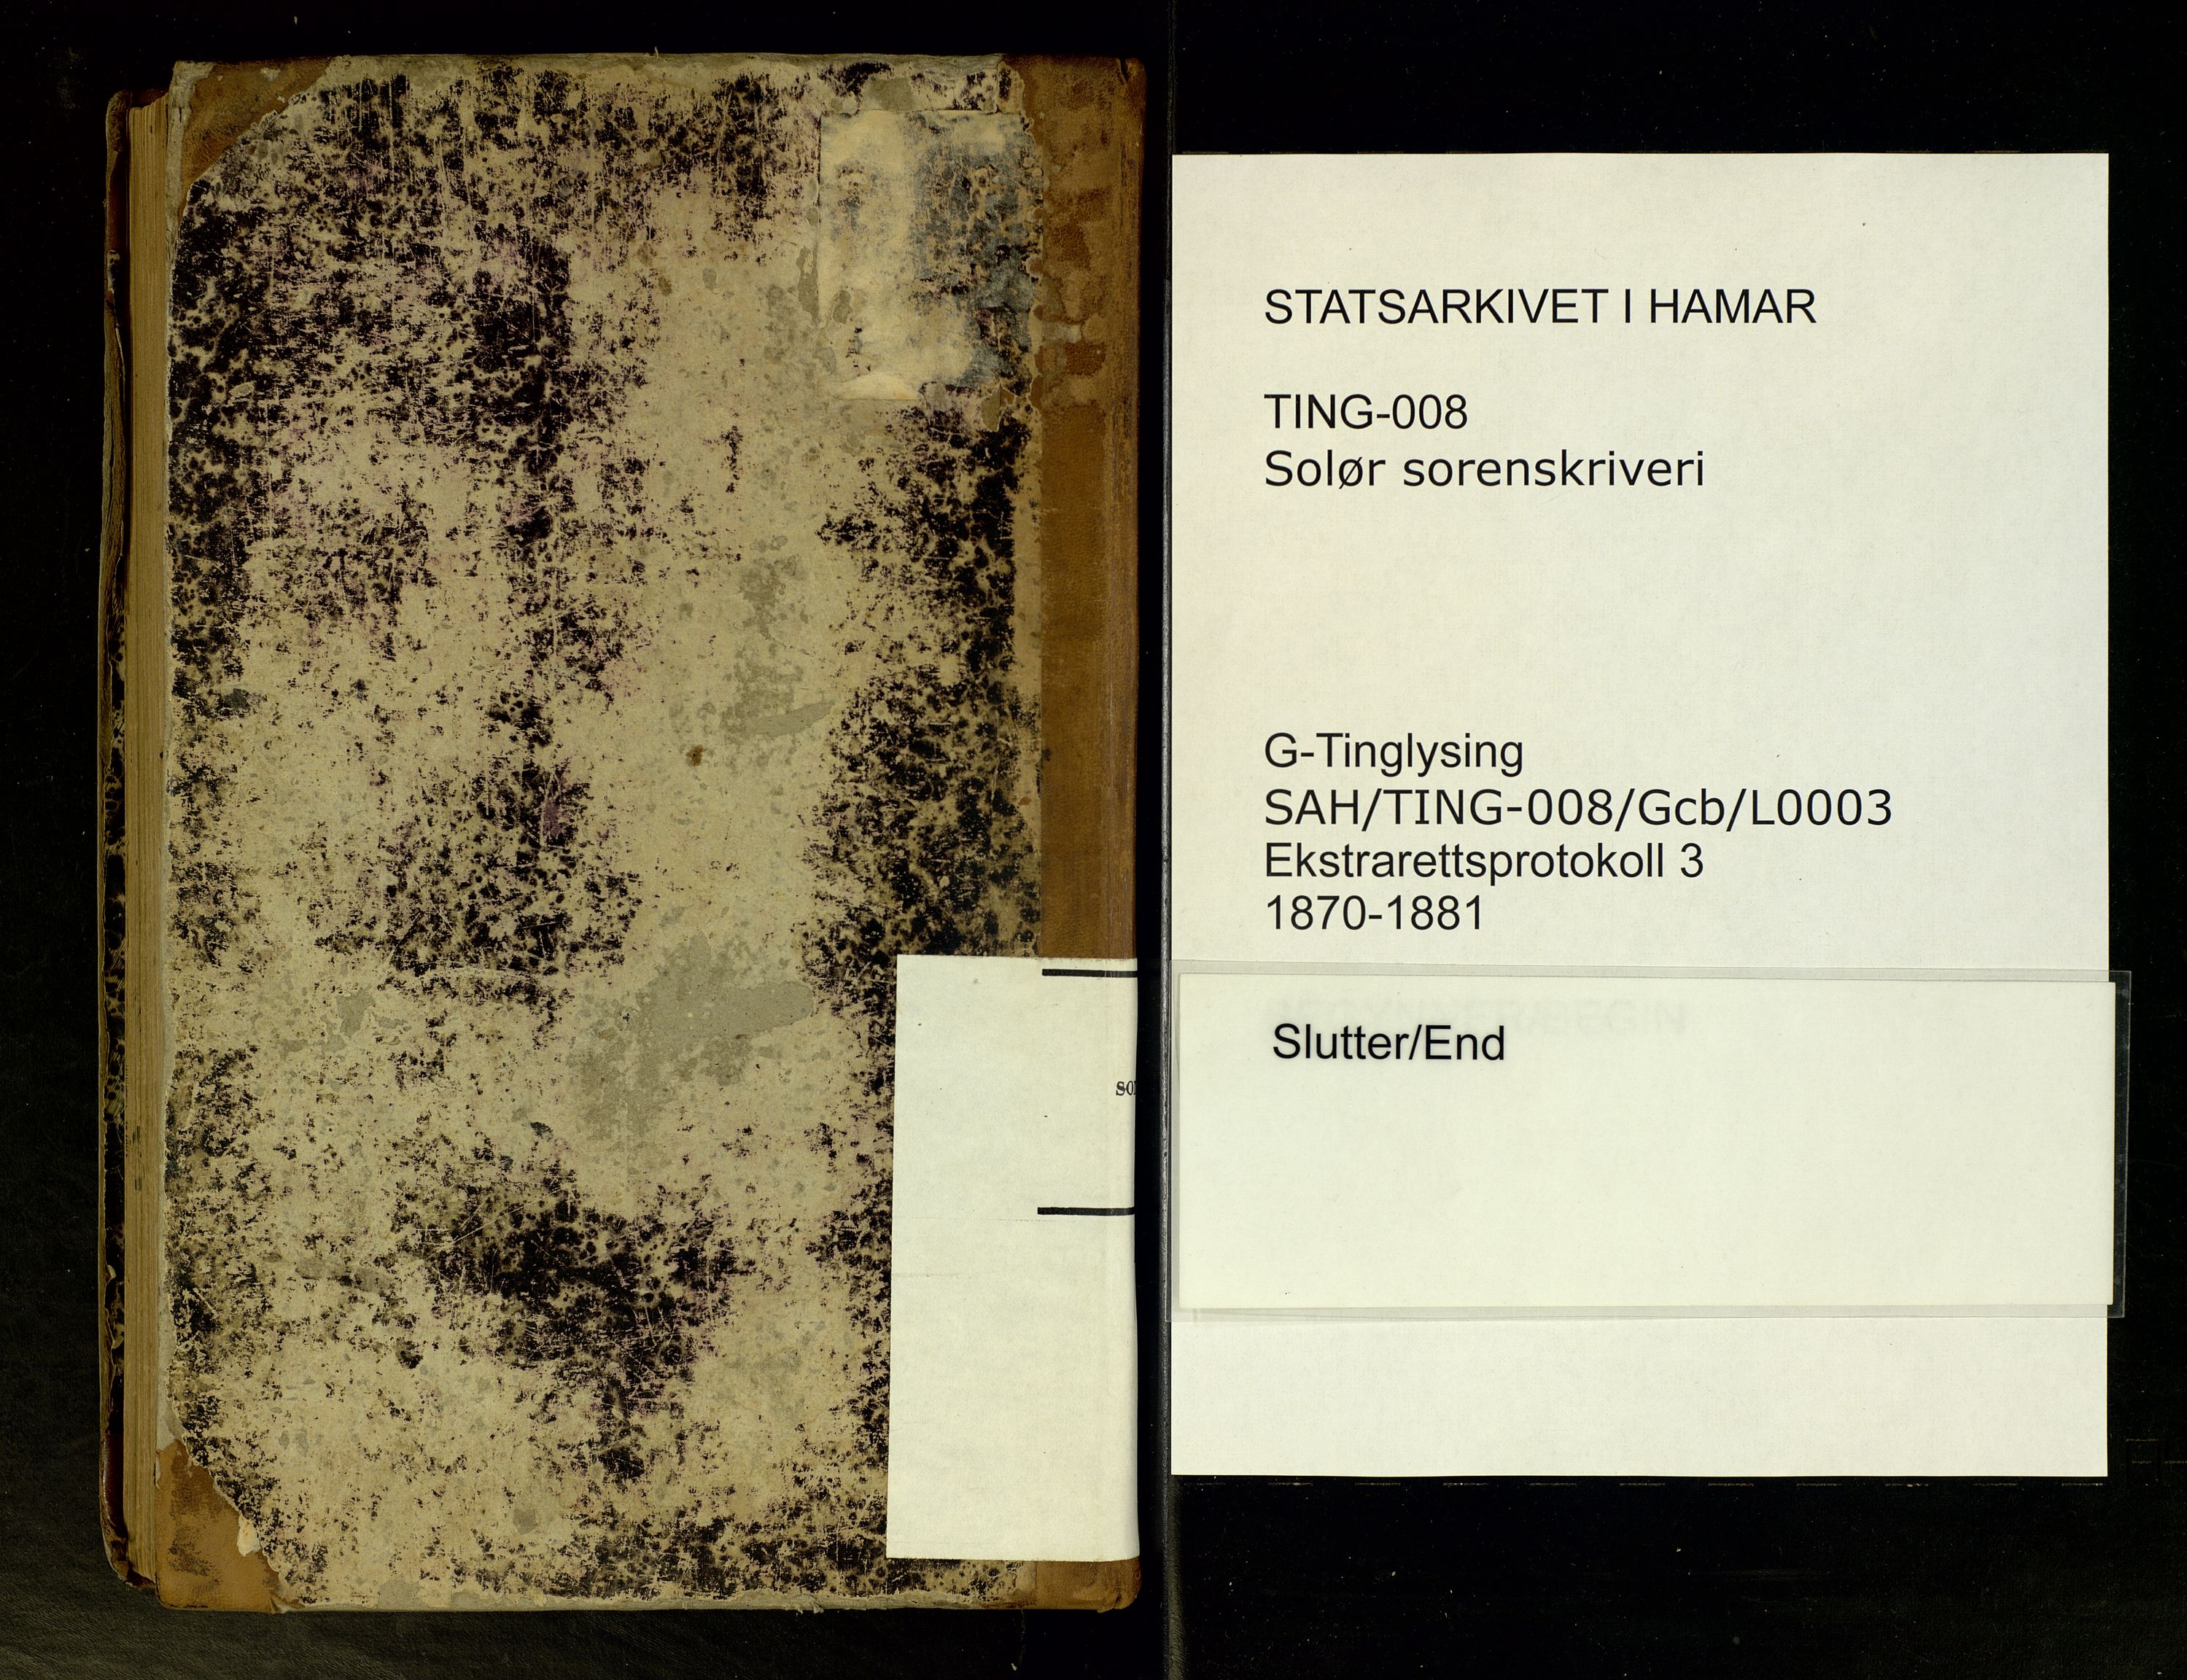 STATSARKIVET I HAMAR
TING-008
Solør sorenskriveri
G-Tinglysing
SAH/TING-008/Gcb/L0003
Ekstrarettsprotokoll 3
1870-1881
Slutter/End